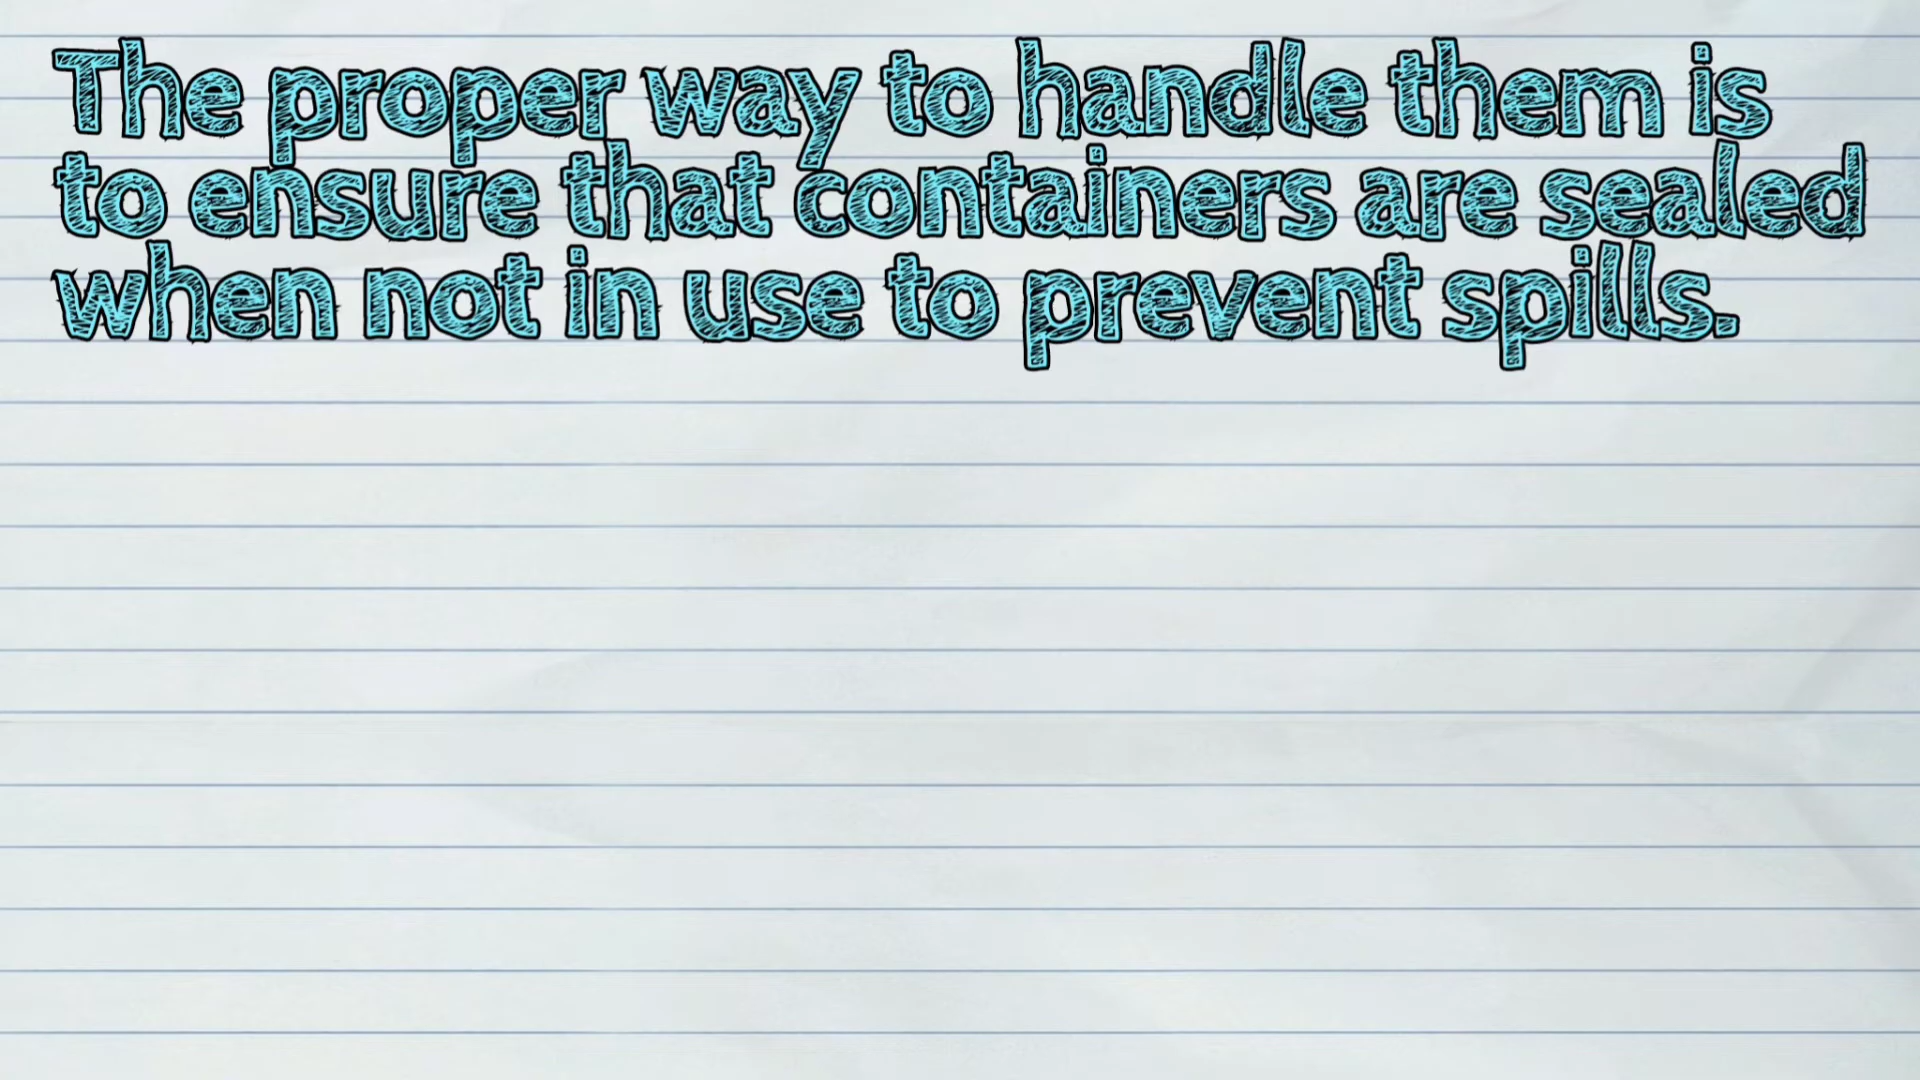 The proper way to handle them is
to ensure that containers are sealed
when not in use to prevent spills.